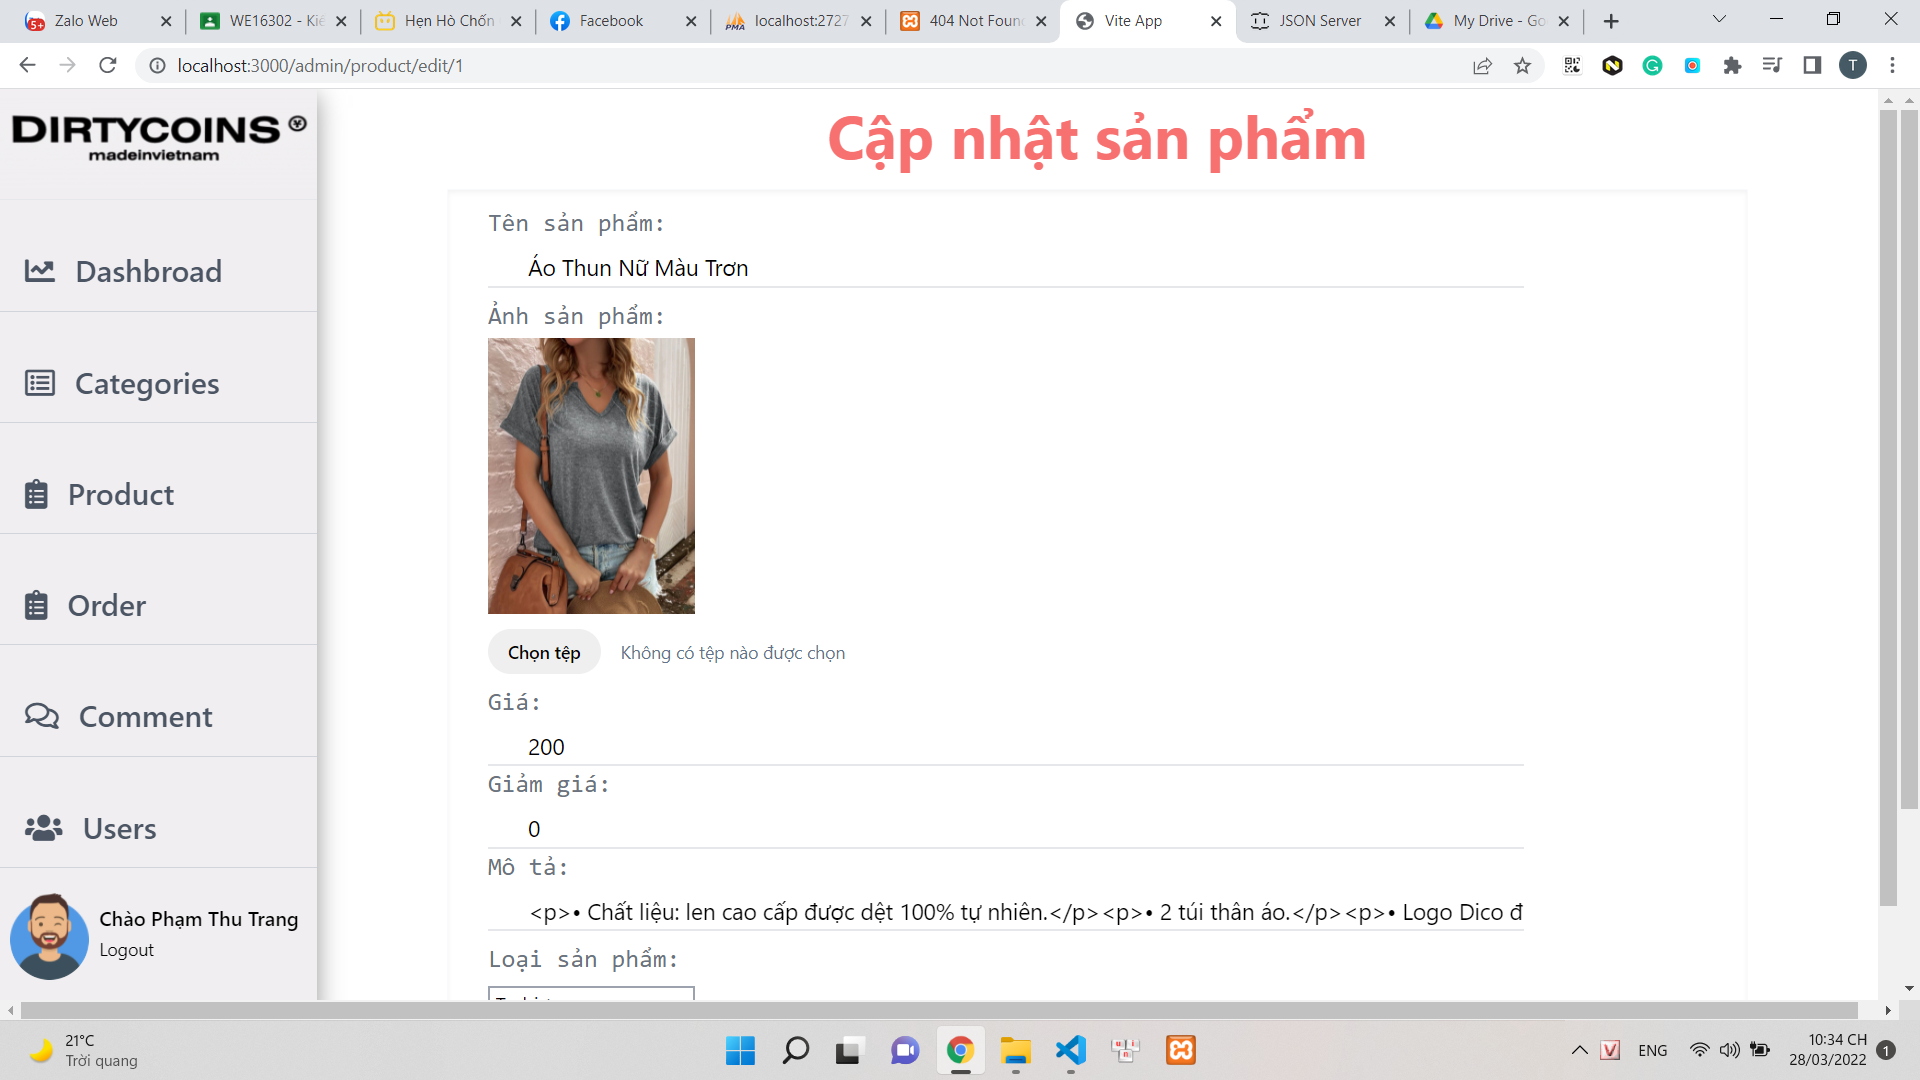 Zalo Web
WE16302 - Kiế
Hẹn Hò Chốn
Facebook
localhost:2727
404 Not Foun
Vite App
JSON Server
My Drive - Go
localhost:3000/admin/product/edit/1
T
DIRTYCOINS
madeinvietnam
Dashbroad
Categories
Product
Order
Comment
Users
Chào Phạm Thu Trang
Logout
Cập nhật sản phẩm
Tên sản phẩm:
Áo Thun Nữ Màu Trơn
Ảnh sản phẩm:
Chọn tệp Không có tệp nào được chọn
Giá:
200
Giảm giá:
0
Mô tả:
<p>• Chất liệu: len cao cấp được dệt 100% tự nhiên.</p><p>• 2 túi thân áo.</p><p>• Logo Dico đ
Loại sản phẩm:
21°C
Trời quang
ENG
10:34 CH
28/03/2022
1